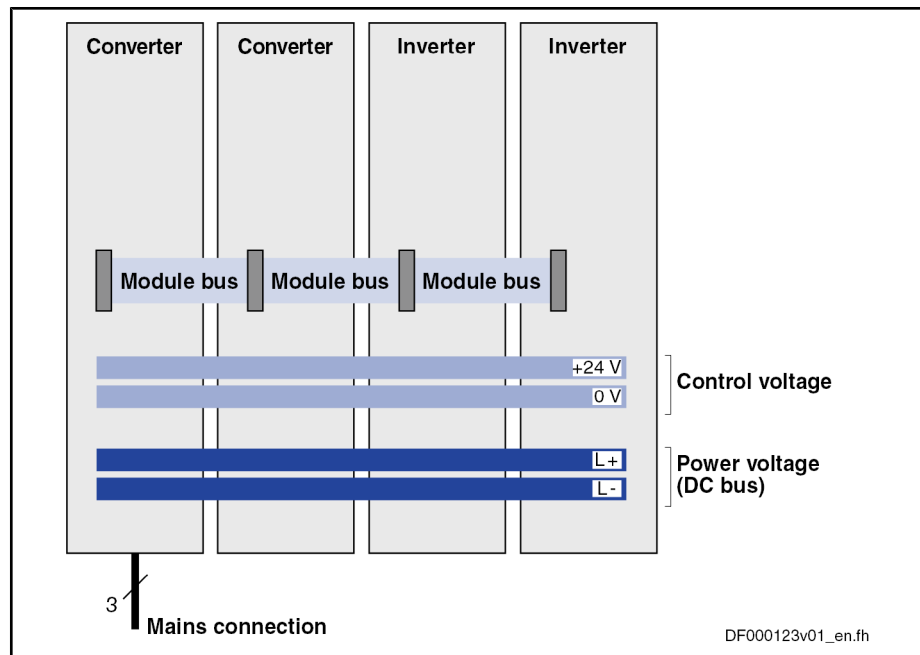 Converter
Converter
Inverter
Inverter
Module bus
Module bus
Module bus
+24 V
0 V
Control voltage
L+
L-
Power voltage
(DC bus)
3
Mains connection
DF000123v01_en.fh